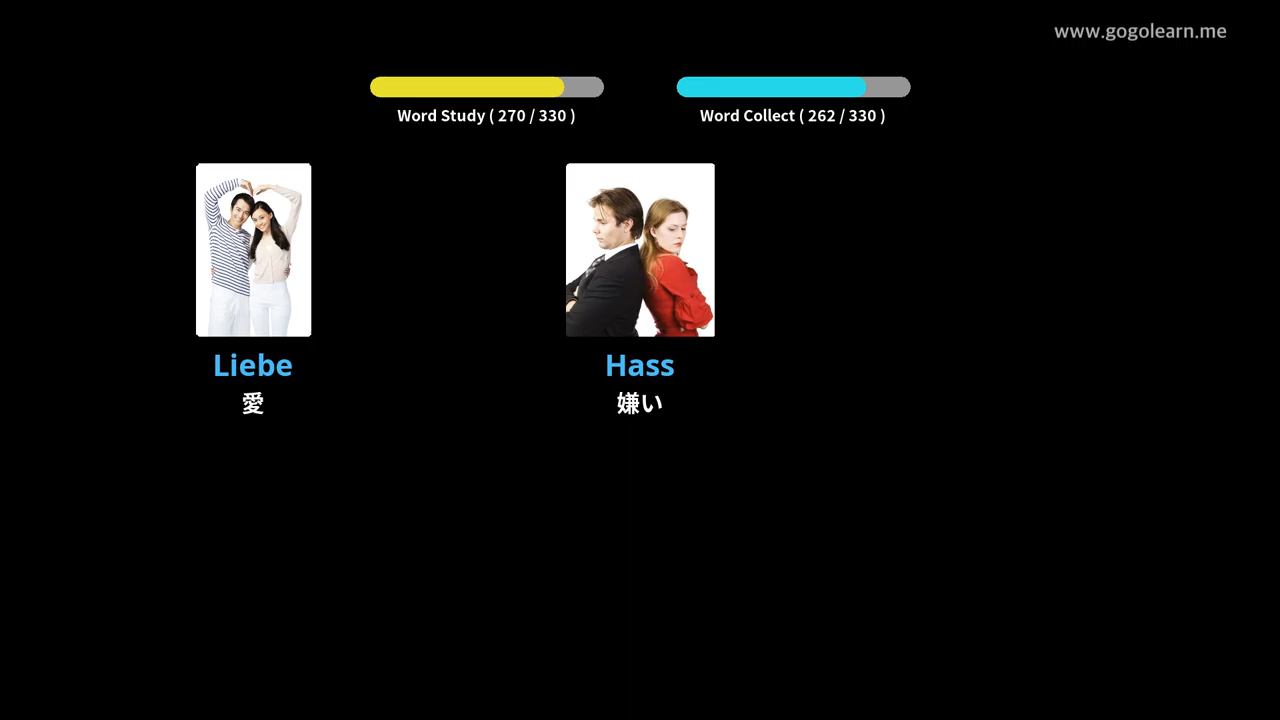 www.gogolearn.me
Word Study ( 270 / 330 )
Word Collect ( 262 / 330 )
Liebe
愛
Hass
嫌い